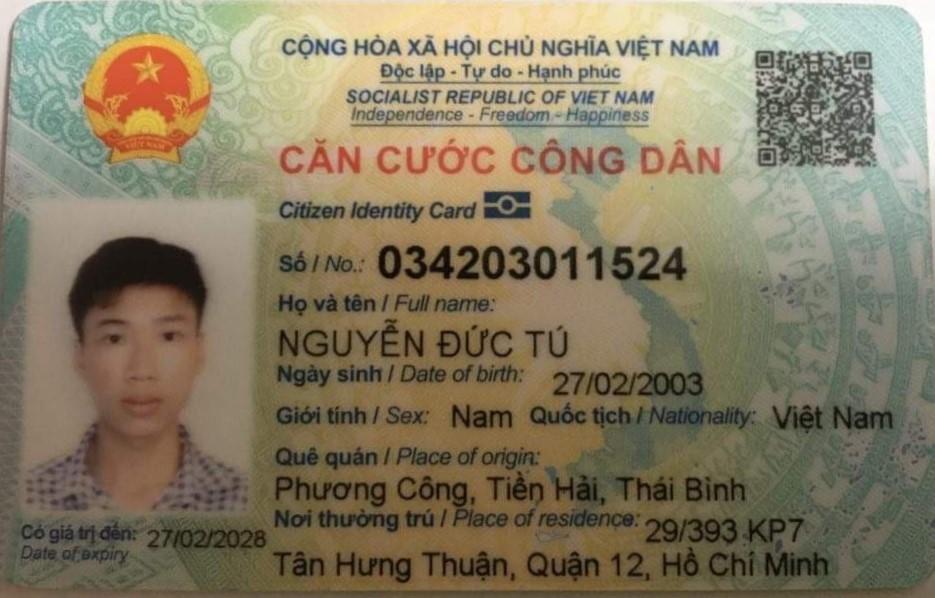 CỘNG HÒA XÃ HỘI CHỦ NGHĨA VIỆT NAM
Độc lập - Tự do - Hạnh phúc
SOCIALIST REPUBLIC OF VIET NAM
Independence - Freedom - Happiness
CĂN CƯỚC CÔNG DÂN
Citizen Identity Card
Số / No.: 034203011524
Họ và tên / Full name:
NGUYỄN ĐỨC TÚ
Ngày sinh / Date of birth: 27/02/2003
Giới tính / Sex: Nam Quốc tịch / Nationality: Việt Nam
Quê quán / Place of origin:
Phương Công, Tiền Hải, Thái Bình
Nơi thường trú / Place of residence: 29/393 KP7
Tân Hưng Thuận, Quận 12, Hồ Chí Minh
Có giá trị đến: 27/02/2028
Date of expiry
VIỆT NAM